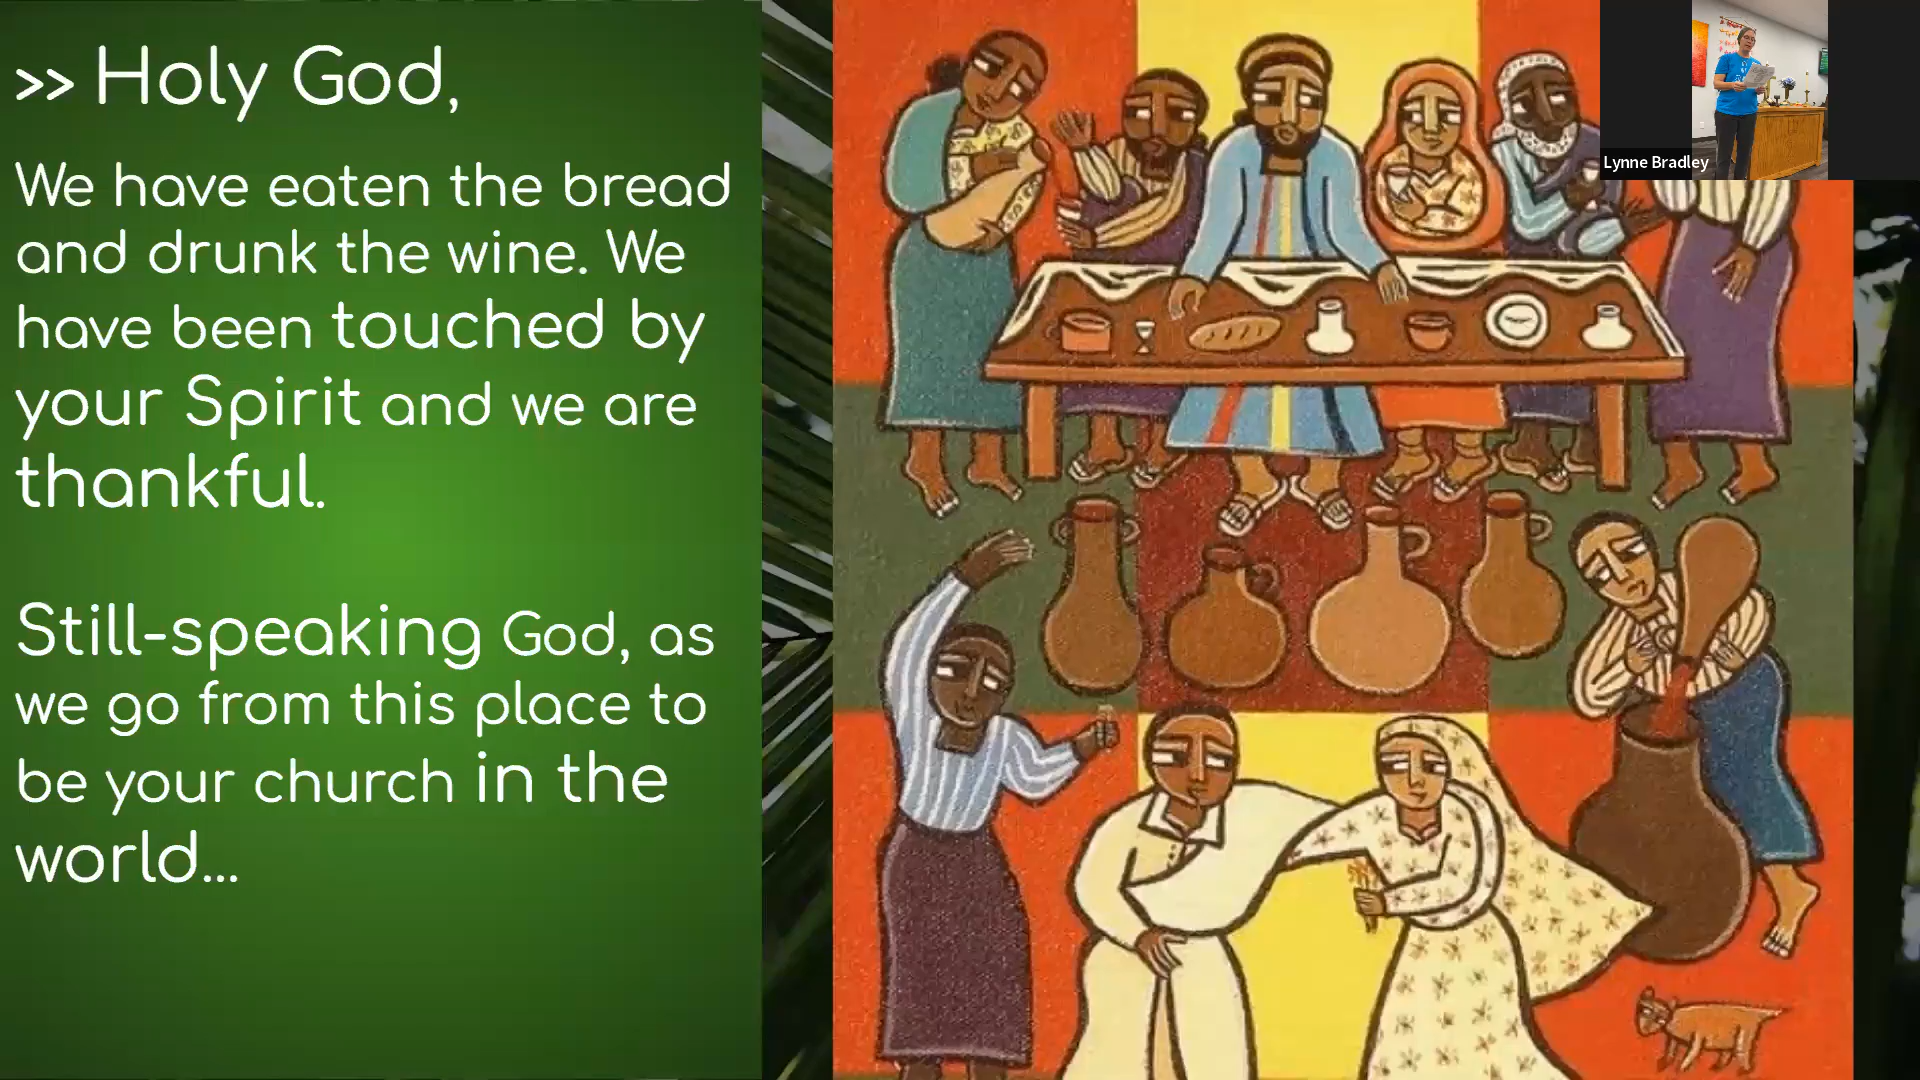 >> Holy God,
We have eaten the bread
and drunk the wine. We
have been touched by
your Spirit and we are
thankful.
Still-speaking God, as
we go from this place to
be your church in the
world...
Lynne Bradley